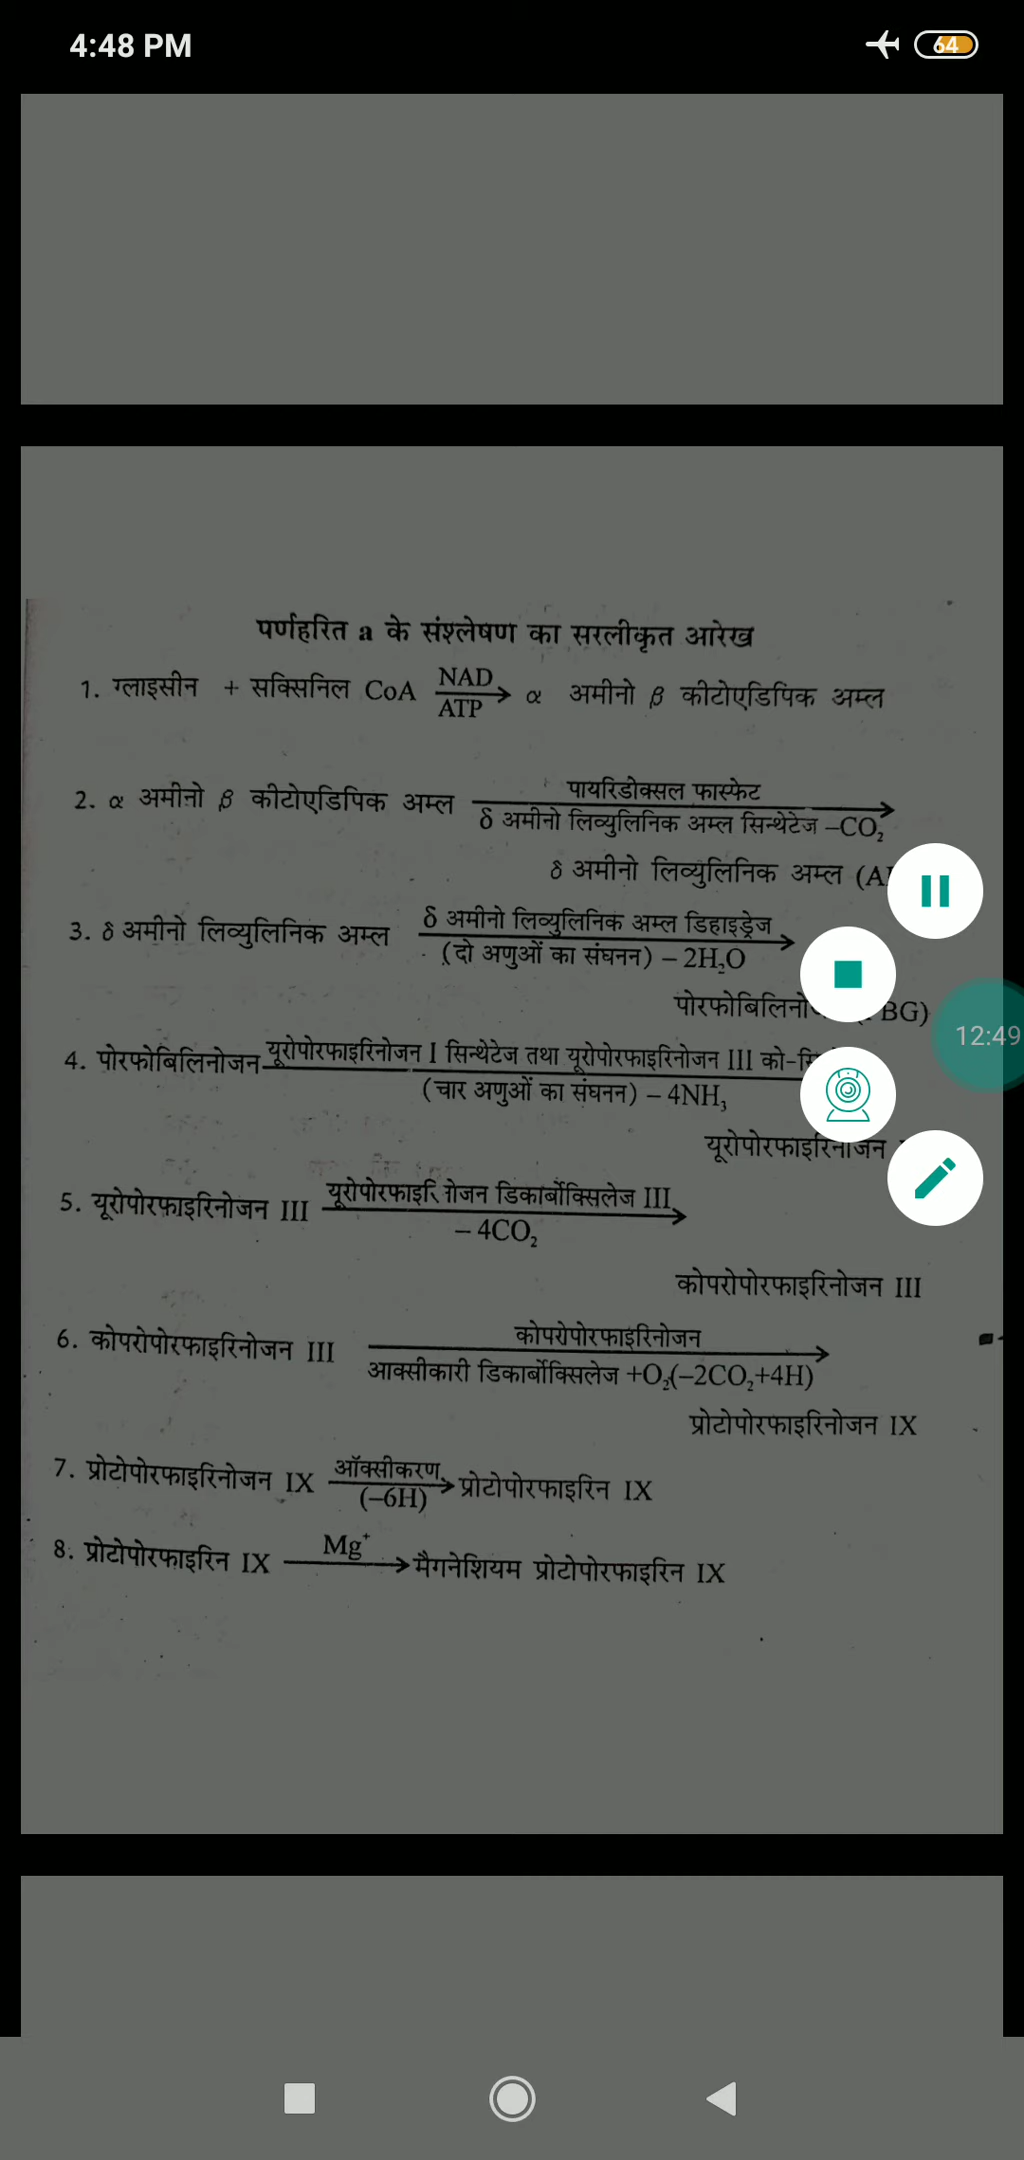 4:48 PM
64
पर्णहरित a के संश्लेषण का सरलीकृत आरेख
1. ग्लाइसीन + सक्सिनिल CoA NAD ATP α अमीनो β कीटोएडिपिक अम्ल
2. α अमीनो β कीटोएडिपिक अम्ल पायरिडोक्सल फास्फेट
δ अमीनो लिव्युलिनिक अम्ल सिन्थेटेज –CO₂
δ अमीनो लिव्युलिनिक अम्ल
3. δ अमीनो लिव्युलिनिक अम्ल δ अमीनो लिव्युलिनिक अम्ल डिहाइड्रेज
(दो अणुओं का संघनन) – 2H₂O
BG)
12:49
4. पोरफोबिलिनोजन यूरोपोरफाइरिनोजन I सिन्थेटेज तथा यूरोपोरफाइरिनोजन III
(चार अणुओं का संघनन) – 4NH₃
यूरोपोरफाइरिनोजन
5. यूरोपोरफाइरिनोजन III डिकार्बोक्सिलेज III
– 4CO₂
कोपरोपोरफाइरिनोजन III
6. कोपरोपोरफाइरिनोजन III कोपरोपोरफाइरिनोजन
आक्सीकारी डिकार्बोक्सिलेज +O₂(–2CO₂+4H)
प्रोटोपोरफाइरिनोजन IX
7. प्रोटोपोरफाइरिनोजन IX ऑक्सीकरण (–6H) प्रोटोपोरफाइरिन IX
8. प्रोटोपोरफाइरिन IX Mg⁺ मैगनेशियम प्रोटोपोरफाइरिन IX